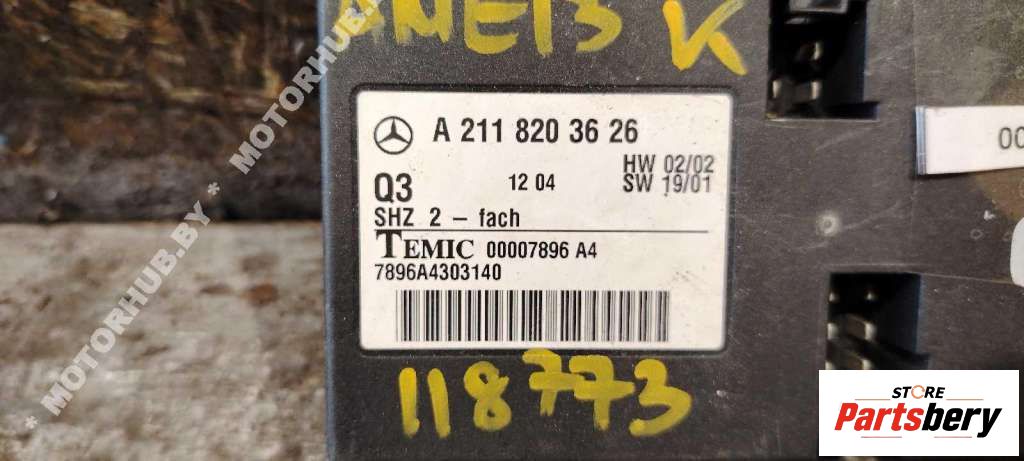 K
A 211 820 36 26
HW 02/02
Q3 12 04 SW 19/01
SHZ 2 - fach
TEMIC 00007896 A4
7896A4303140
118773
00
* MOTORHUB.BY * MOTORHUB.BY *
STORE
Partsbery